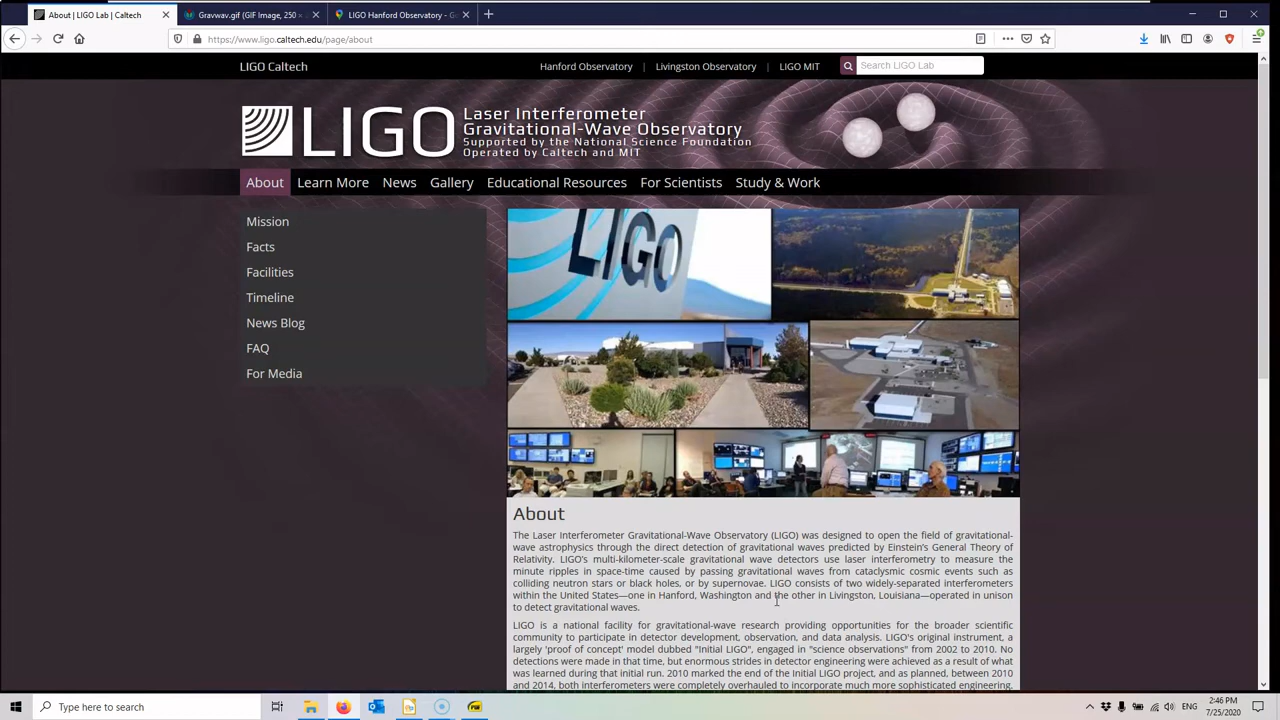 About | LIGO Lab | Caltech
Gravwav.gif (GIF Image, 250 ×
LIGO Hanford Observatory - Go
https://www.ligo.caltech.edu/page/about
LIGO Caltech
Hanford Observatory | Livingston Observatory | LIGO MIT
Search LIGO Lab
LIGO
Laser Interferometer
Gravitational-Wave Observatory
Supported by the National Science Foundation
Operated by Caltech and MIT
About Learn More News Gallery Educational Resources For Scientists Study & Work
Mission
Facts
Facilities
Timeline
News Blog
FAQ
For Media
LIGO
About
The Laser Interferometer Gravitational-Wave Observatory (LIGO) was designed to open the field of gravitational-
wave astrophysics through the direct detection of gravitational waves predicted by Einstein's General Theory of
Relativity. LIGO's multi-kilometer-scale gravitational wave detectors use laser interferometry to measure the
minute ripples in space-time caused by passing gravitational waves from cataclysmic cosmic events such as
colliding neutron stars or black holes, or by supernovae. LIGO consists of two widely-separated interferometers
within the United States—one in Hanford, Washington and the other in Livingston, Louisiana—operated in unison
to detect gravitational waves.
LIGO is a national facility for gravitational-wave research providing opportunities for the broader scientific
community to participate in detector development, observation, and data analysis. LIGO's original instrument, a
largely 'proof of concept' model dubbed "Initial LIGO", engaged in "science observations" from 2002 to 2010. No
detections were made in that time, but enormous strides in detector engineering were achieved as a result of what
was learned during that initial run. 2010 marked the end of the Initial LIGO project, and as planned, between 2010
and 2014, both interferometers were completely overhauled to incorporate much more sophisticated engineering.
Type here to search
ENG
2:46 PM
7/25/2020